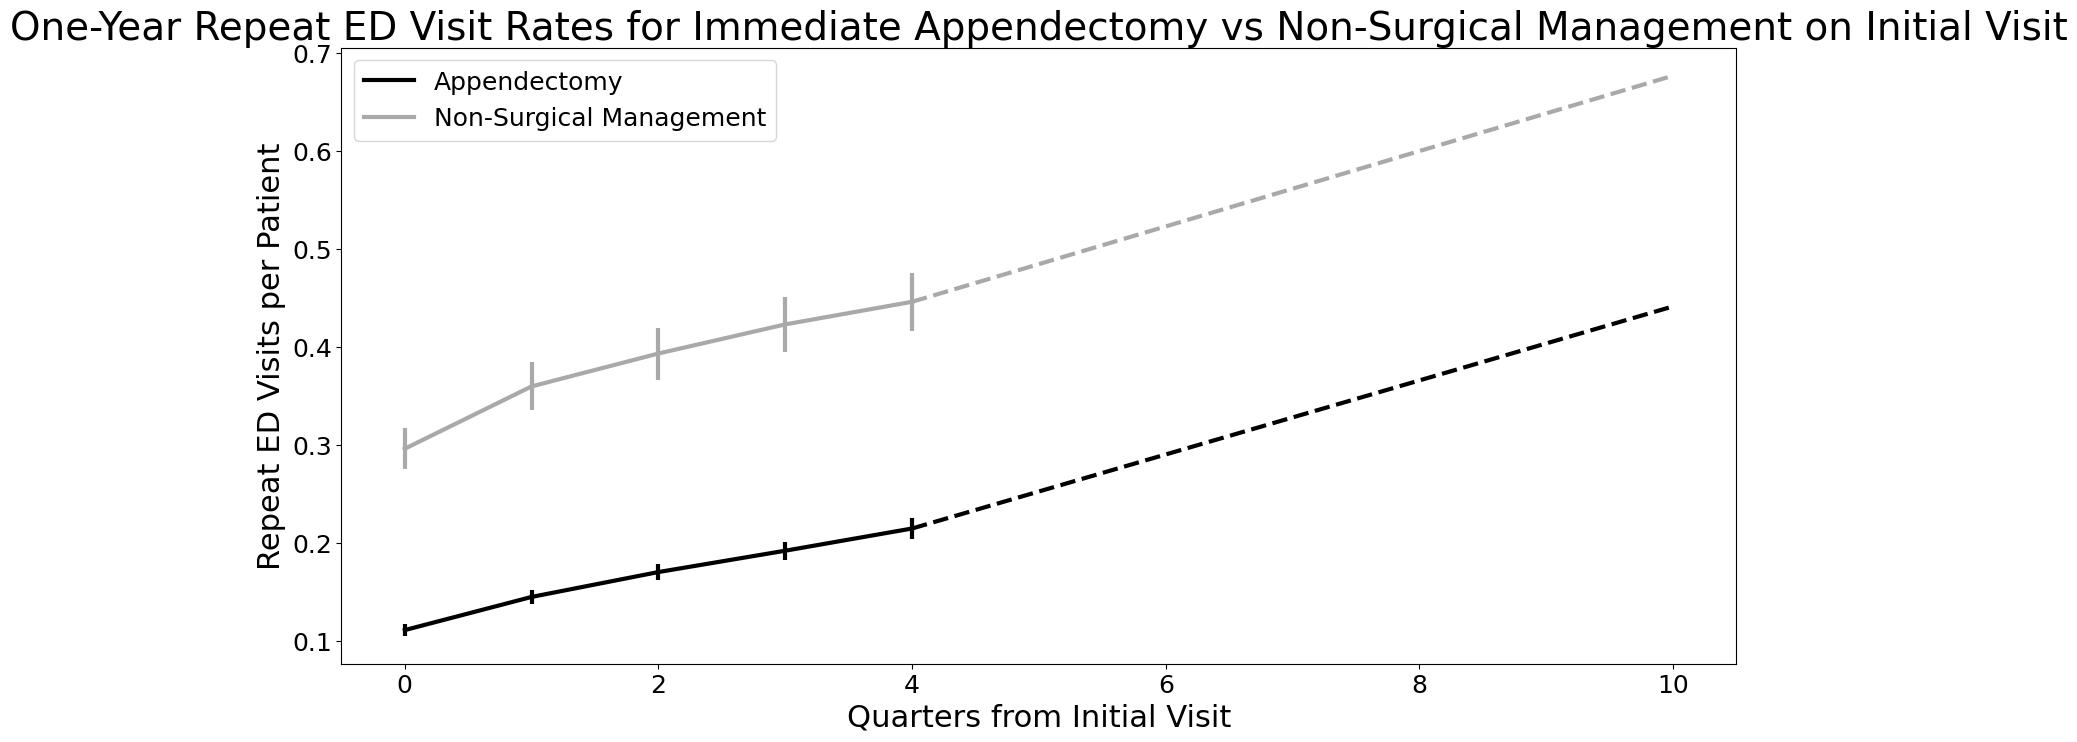 One-Year Repeat ED Visit Rates for Immediate Appendectomy vs Non-Surgical Management on Initial Visit
Appendectomy
Non-Surgical Management
Repeat ED Visits per Patient
0.7
0.6
0.5
0.4
0.3
0.2
0.1
0 2 4 6 8 10
Quarters from Initial Visit